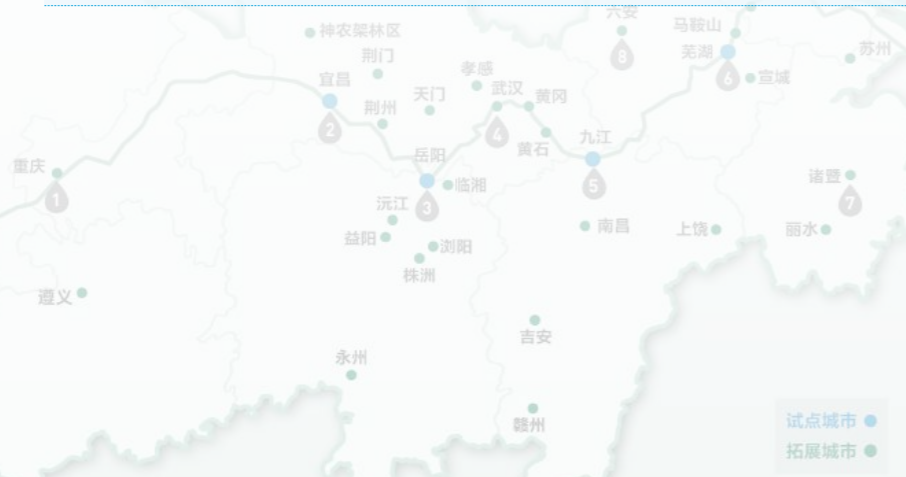 六安
神农架林区
马鞍山
荆门
芜湖
苏州
8
孝感
宜昌
6
宣城
天门
武汉
黄冈
荆州
2
4
九江
黄石
岳阳
重庆
诸暨
临湘
5
1
沅江
3
7
南昌
上饶
丽水
益阳
浏阳
株洲
遵义
吉安
永州
赣州
试点城市
拓展城市